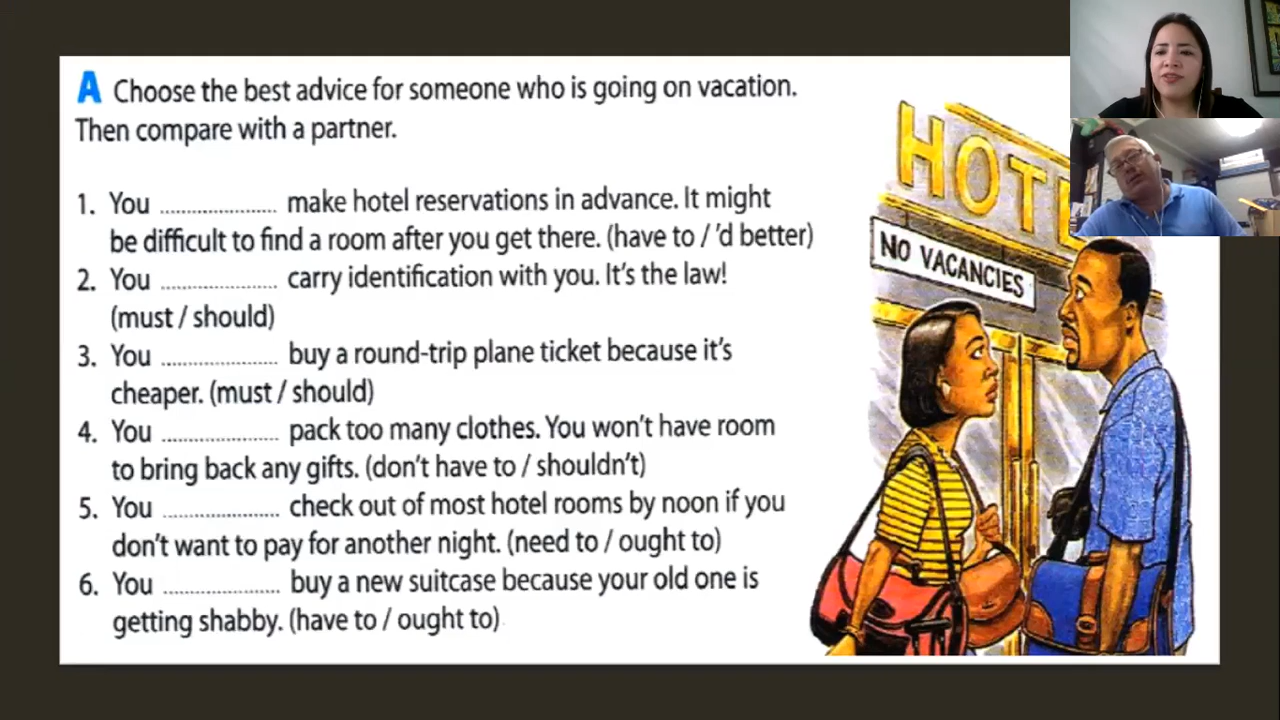 A Choose the best advice for someone who is going on vacation.
Then compare with a partner.
1. You .................... make hotel reservations in advance. It might
be difficult to find a room after you get there. (have to / 'd better)
2. You .................... carry identification with you. It's the law!
(must / should)
3. You .................... buy a round-trip plane ticket because it's
cheaper. (must / should)
4. You .................... pack too many clothes. You won't have room
to bring back any gifts. (don't have to / shouldn't)
5. You .................... check out of most hotel rooms by noon if you
don't want to pay for another night. (need to / ought to)
6. You .................... buy a new suitcase because your old one is
getting shabby. (have to / ought to)
HOT
NO VACANCIES